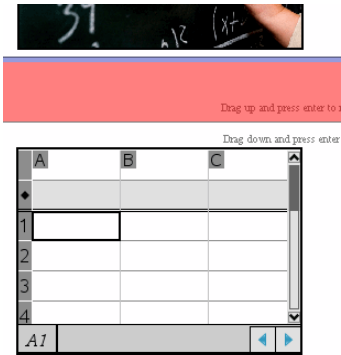 Drag up and press enter to
Drag down and press enter
A B C
◆
1
2
3
4
A1